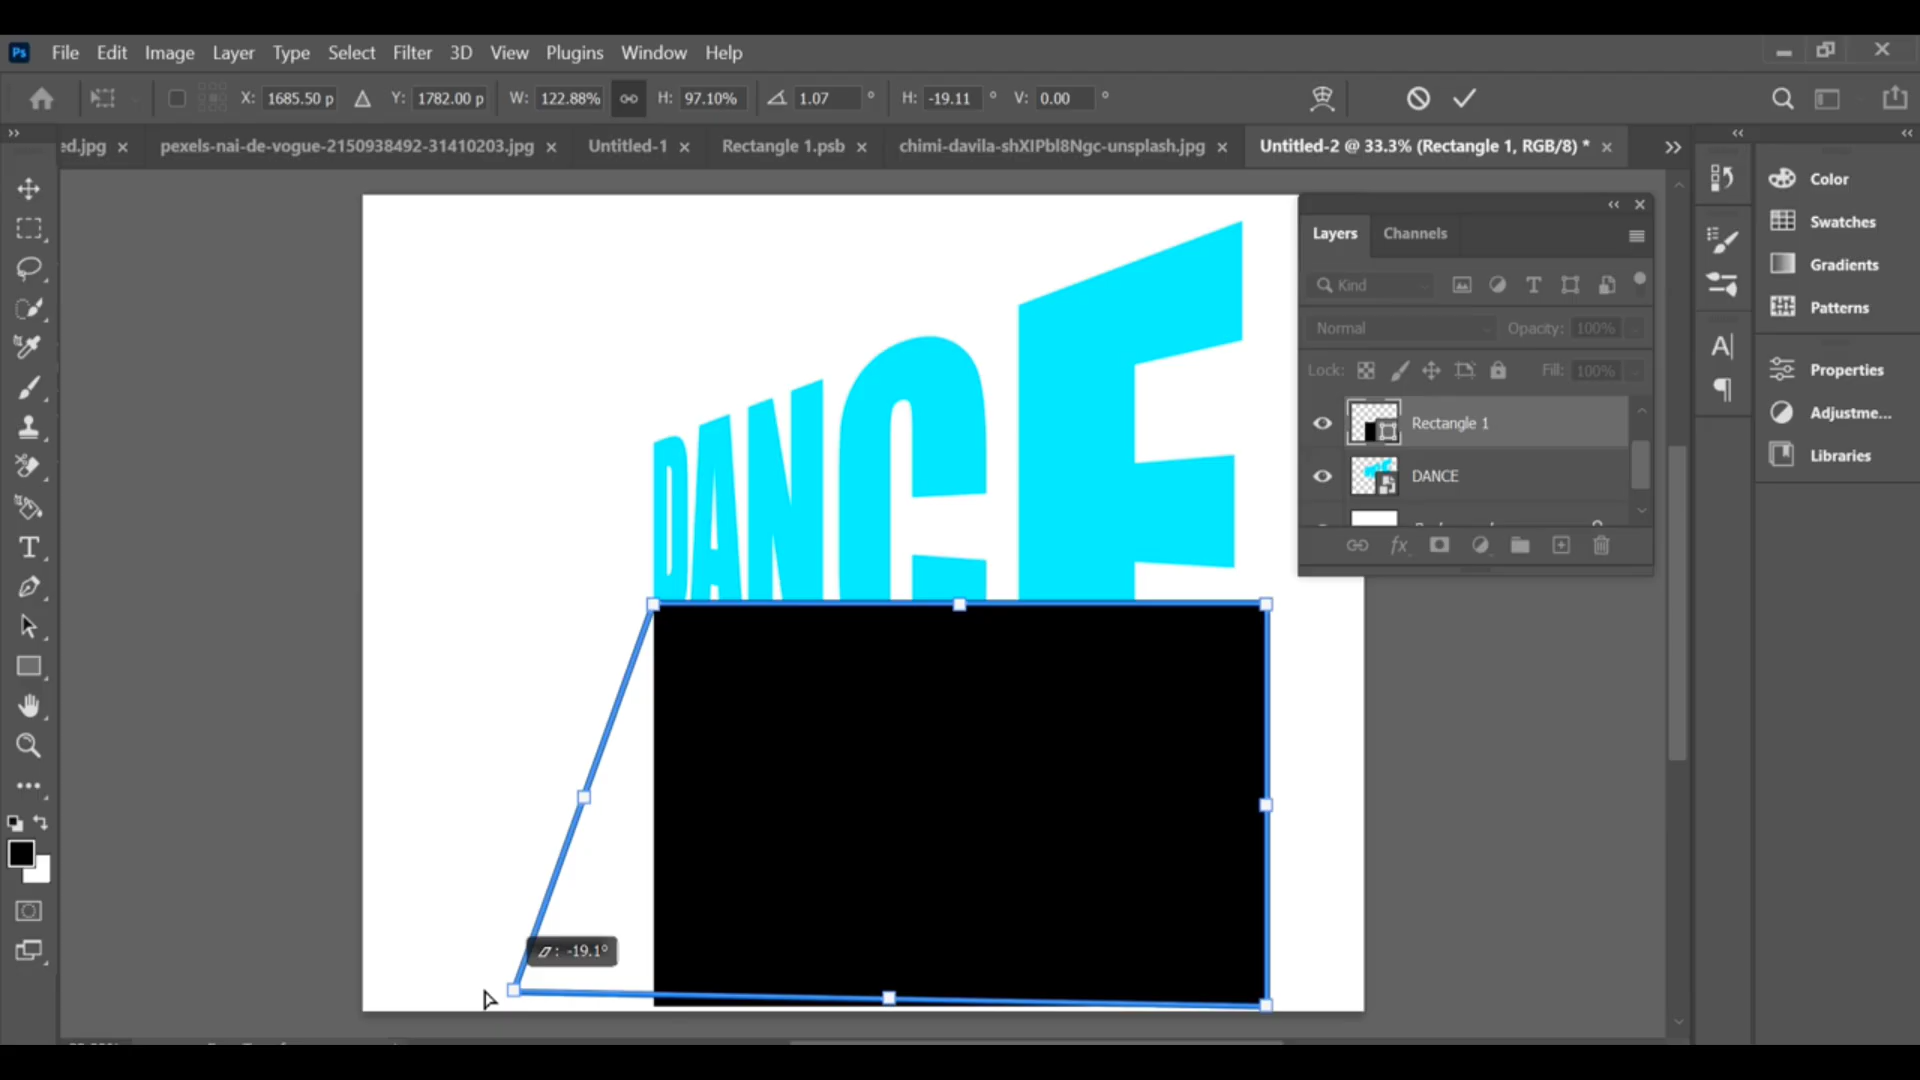 Ps File Edit Image Layer Type Select Filter 3D View Plugins Window Help
X: 1685.50 p Y: 1782.00 p W: 122.88% H: 97.10% 1.07 ° H: -19.11 ° V: 0.00 °
ed.jpg × pexels-nai-de-vogue-2150938492-31410203.jpg × Untitled-1 × Rectangle 1.psb × chimi-davila-shXIPbl8Ngc-unsplash.jpg × Untitled-2 @ 33.3% (Rectangle 1, RGB/8) * ×
Color
Swatches
Gradients
Patterns
Properties
Adjustme...
Libraries
Layers Channels
Kind
Normal Opacity: 100%
Lock: Fill: 100%
Rectangle 1
DANCE
fx
DANCE
-19.1°